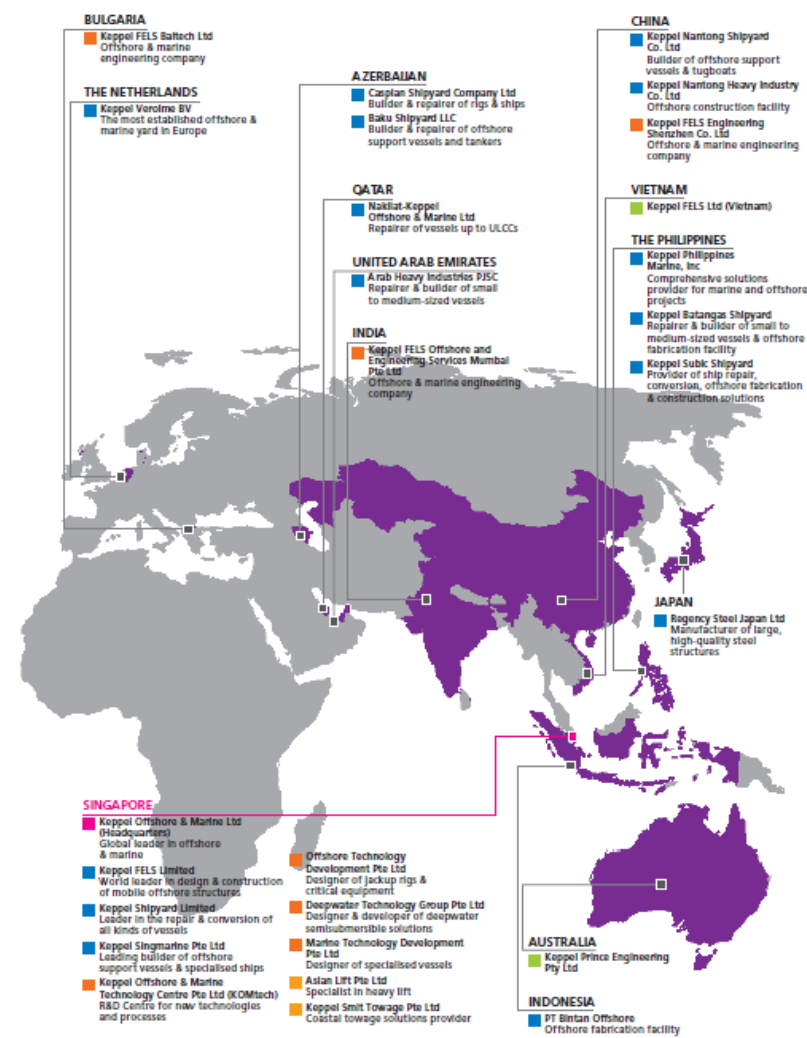 BULGARIA
Keppel FELS Baltech Ltd
Offshore & marine
engineering company
THE NETHERLANDS
Keppel Verolme BV
The most established offshore &
marine yard in Europe
AZERBAIJAN
Caspian Shipyard Company Ltd
Builder & repairer of rigs & ships
Baku Shipyard LLC
Builder & repairer of offshore
support vessels and tankers
QATAR
Nakilat-Keppel
Offshore & Marine Ltd
Repairer of vessels up to ULCCs
UNITED ARAB EMIRATES
Arab Heavy Industries PJSC
Repairer & builder of small
to medium-sized vessels
INDIA
Keppel FELS Offshore and
Engineering Services Mumbai
Pte Ltd
Offshore & marine engineering
company
CHINA
Keppel Nantong Shipyard
Co. Ltd
Builder of offshore support
vessels & tugboats
Keppel Nantong Heavy Industry
Co. Ltd
Offshore construction facility
Keppel FELS Engineering
Shenzhen Co. Ltd
Offshore & marine engineering
company
VIETNAM
Keppel FELS Ltd (Vietnam)
THE PHILIPPINES
Keppel Philippines
Marine, Inc
Comprehensive solutions
provider for marine and offshore
projects
Keppel Batangas Shipyard
Repairer & builder of small to
medium-sized vessels & offshore
fabrication facility
Keppel Subic Shipyard
Provider of ship repair,
conversion, offshore fabrication
& construction solutions
JAPAN
Regency Steel Japan Ltd
Manufacturer of large,
high-quality steel
structures
SINGAPORE
Keppel Offshore & Marine Ltd
(Headquarters)
Global leader in offshore
& marine
Keppel FELS Limited
World leader in design & construction
of mobile offshore structures
Keppel Shipyard Limited
Leader in the repair & conversion of
all kinds of vessels
Keppel Singmarine Pte Ltd
Leading builder of offshore
support vessels & specialised ships
Keppel Offshore & Marine
Technology Centre Pte Ltd (KOMtech)
R&D Centre for new technologies
and processes
Offshore Technology
Development Pte Ltd
Designer of jackup rigs &
critical equipment
Deepwater Technology Group Pte Ltd
Designer & developer of deepwater
semisubmersible solutions
Marine Technology Development
Pte Ltd
Designer of specialised vessels
Asian Lift Pte Ltd
Specialist in heavy lift
Keppel Smit Towage Pte Ltd
Coastal towage solutions provider
AUSTRALIA
Keppel Prince Engineering
Pty Ltd
INDONESIA
PT Bintan Offshore
Offshore fabrication facility